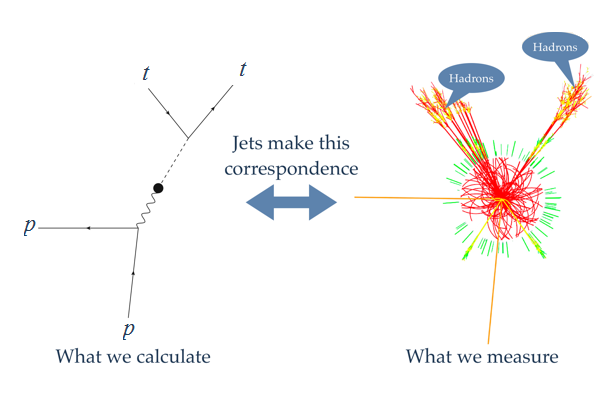 t
t
p
p
What we calculate
Jets make this
correspondence
Hadrons
Hadrons
What we measure